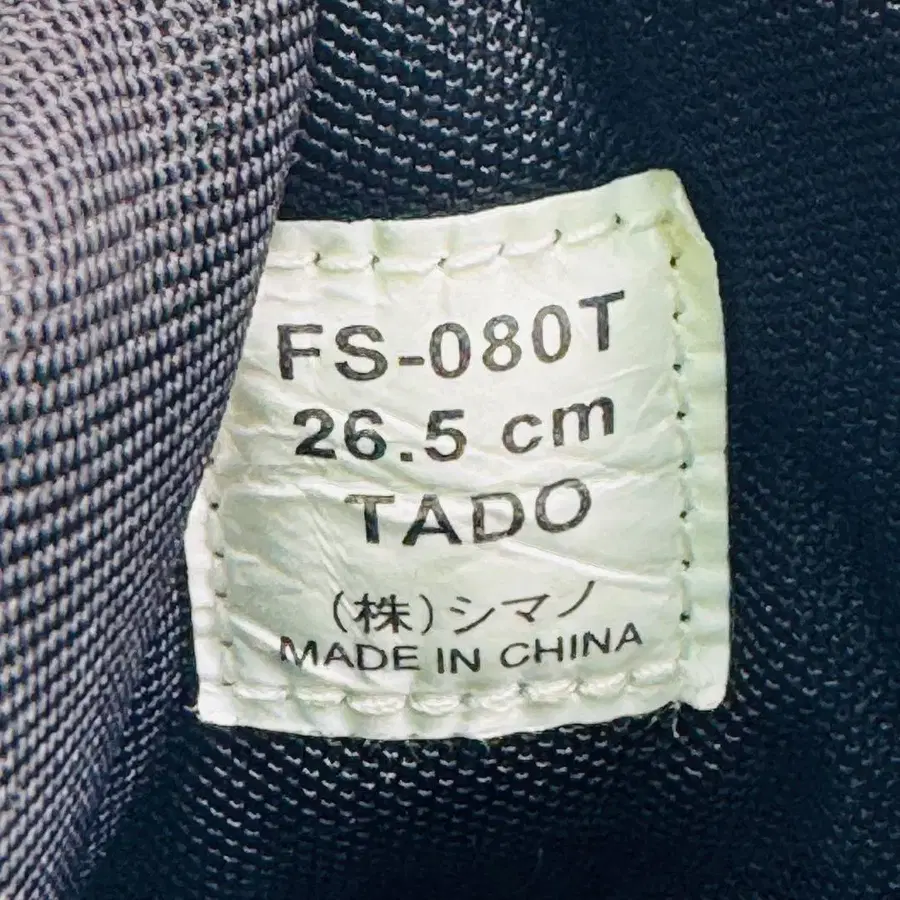 FS-080T
26.5 cm
TADO
(株)シマノ
MADE IN CHINA